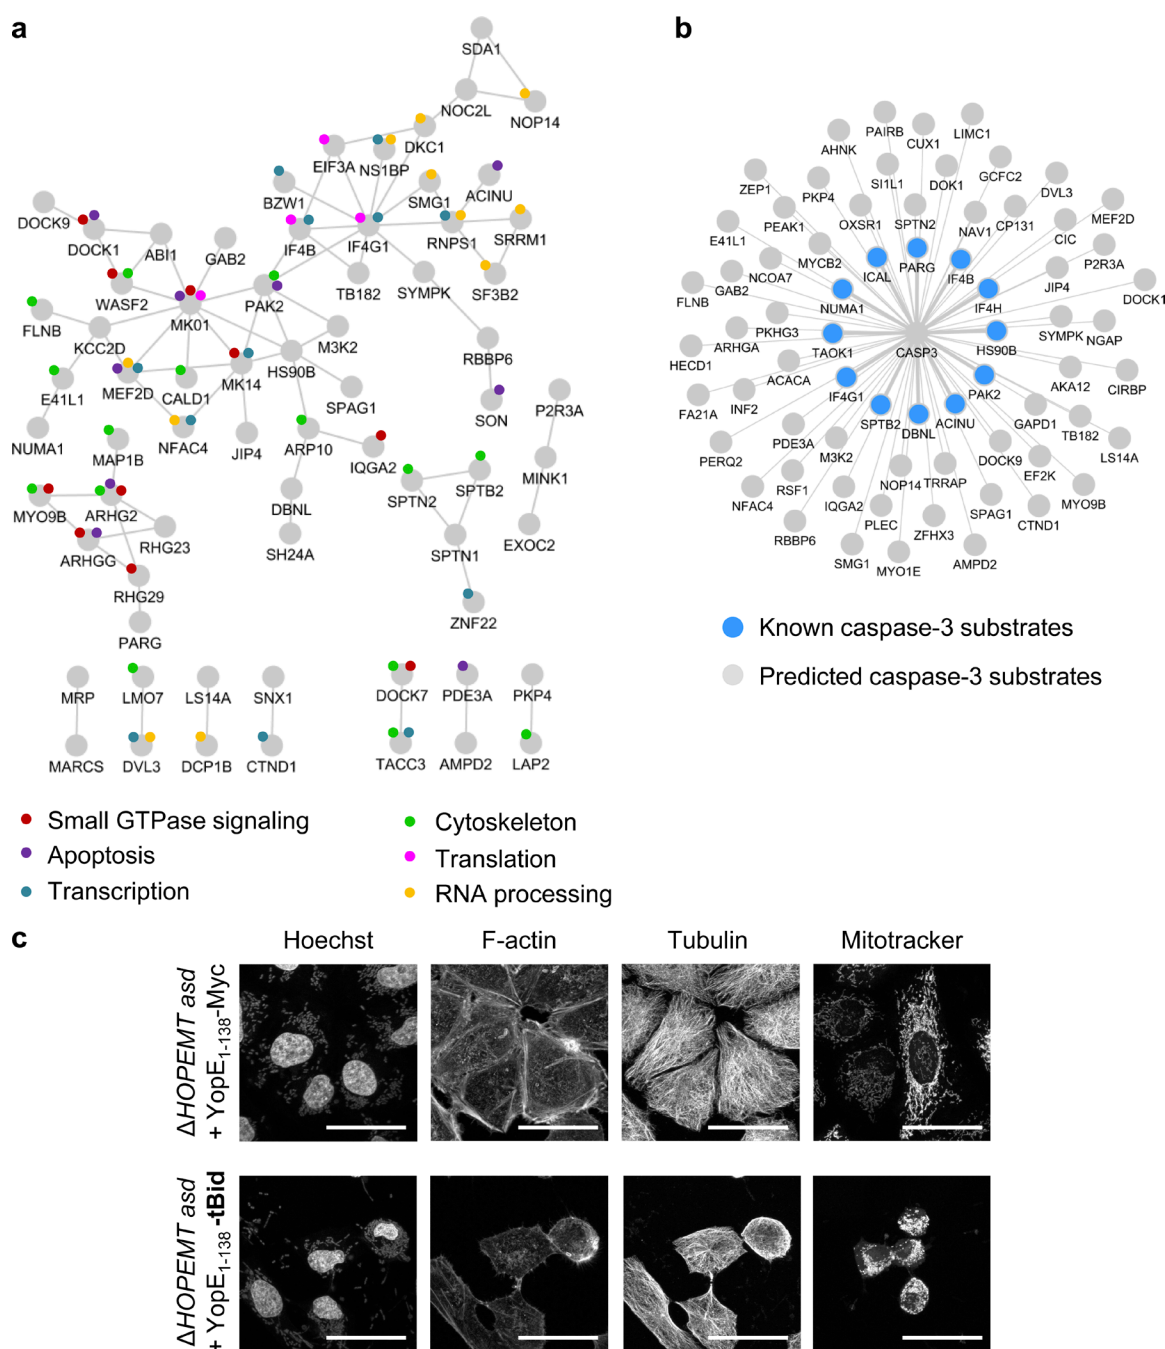 a
SDA1
NOC2L
NOP14
DKC1
EIF3A
NS1BP
BZW1
SMG1
ACINU
IF4B
IF4G1
RNPS1
SRRM1
DOCK9
DOCK1
ABI1
GAB2
TB182
SYMPK
SF3B2
WASF2
MK01
PAK2
FLNB
KCC2D
M3K2
RBBP6
E41L1
MEF2D
CALD1
MK14
HS90B
SPAG1
SON
P2R3A
NUMA1
MAP1B
NFAC4
JIP4
ARP10
IQGA2
SPTN2
SPTB2
MINK1
MYO9B
ARHG2
DBNL
ARHGG
RHG23
SH24A
SPTN1
EXOC2
RHG29
PARG
ZNF22
MRP
LMO7
LS14A
SNX1
DOCK7
PDE3A
PKP4
MARCS
DVL3
DCP1B
CTND1
TACC3
AMPD2
LAP2
Small GTPase signaling
Apoptosis
Transcription
Cytoskeleton
Translation
RNA processing
b
PAIRB
LIMC1
AHNK
CUX1
ZEP1
PKP4
SI1L1
DOK1
GCFC2
DVL3
PEAK1
OXSR1
SPTN2
NAV1
CP131
MEF2D
E41L1
MYCB2
CIC
NCOA7
ICAL
PARG
IF4B
P2R3A
FLNB
GAB2
NUMA1
IF4H
JIP4
DOCK1
PKHG3
SYMPK
NGAP
HECD1
ARHGA
TAOK1
CASP3
HS90B
ACACA
AKA12
CIRBP
FA21A
INF2
IF4G1
PAK2
PDE3A
SPTB2
DBNL
ACINU
GAPD1
TB182
PERQ2
M3K2
LS14A
NFAC4
RSF1
NOP14
TRRAP
DOCK9
EF2K
MYO9B
RBBP6
IQGA2
PLEC
ZFHX3
SPAG1
CTND1
SMG1
MYO1E
AMPD2
Known caspase-3 substrates
Predicted caspase-3 substrates
c
Hoechst
F-actin
Tubulin
Mitotracker
ΔHOPEMT asd
+ YopE1-138-Myc
ΔHOPEMT asd
+ YopE1-138-tBid